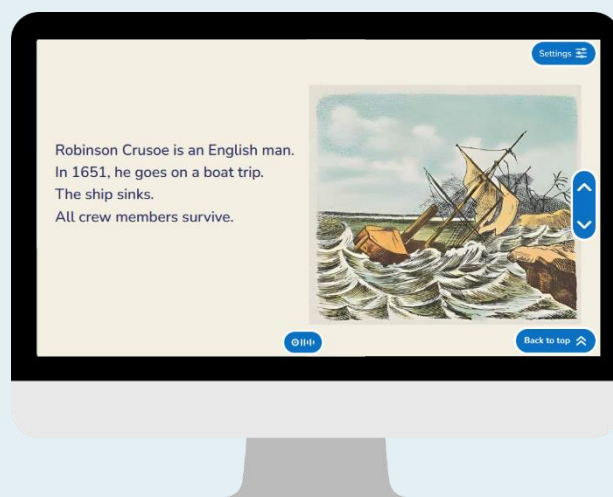 Settings
Robinson Crusoe is an English man.
In 1651, he goes on a boat trip.
The ship sinks.
All crew members survive.
Back to top